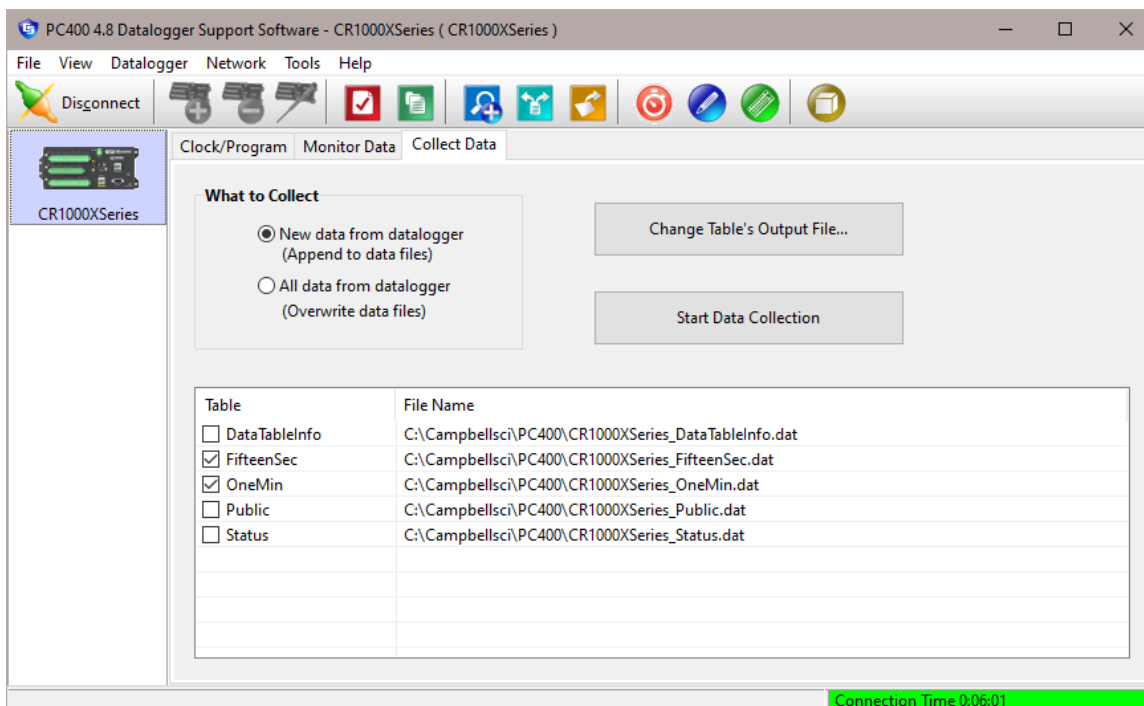 PC400 4.8 Datalogger Support Software - CR1000XSeries ( CR1000XSeries )
File View Datalogger Network Tools Help
Disconnect
CR1000XSeries
Clock/Program Monitor Data Collect Data
What to Collect
New data from datalogger
(Append to data files)
All data from datalogger
(Overwrite data files)
Change Table's Output File...
Start Data Collection
Table File Name
DataTableInfo C:\Campbellsci\PC400\CR1000XSeries_DataTableInfo.dat
FifteenSec C:\Campbellsci\PC400\CR1000XSeries_FifteenSec.dat
OneMin C:\Campbellsci\PC400\CR1000XSeries_OneMin.dat
Public C:\Campbellsci\PC400\CR1000XSeries_Public.dat
Status C:\Campbellsci\PC400\CR1000XSeries_Status.dat
Connection Time 0:06:01